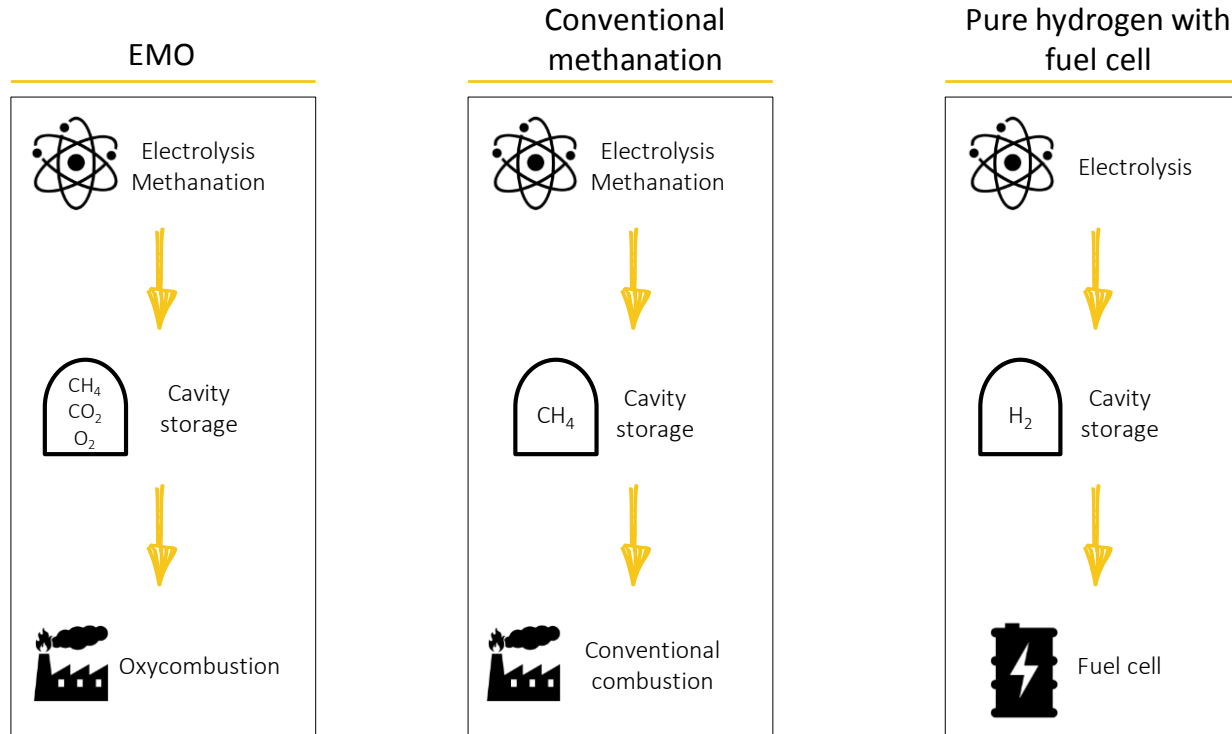 EMO
Electrolysis
Methanation
CH₄
CO₂
O₂
Cavity
storage
Oxycombustion
Conventional
methanation
Electrolysis
Methanation
CH₄
Cavity
storage
Conventional
combustion
Pure hydrogen with
fuel cell
Electrolysis
H₂
Cavity
storage
Fuel cell